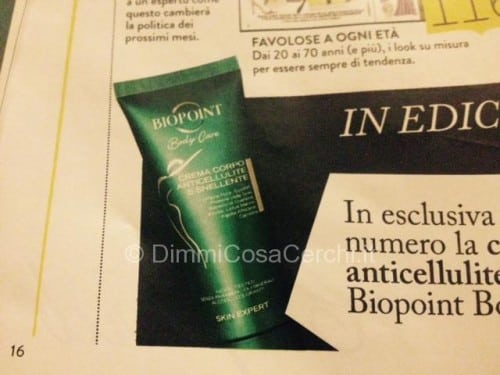 a un esperto come
questo cambierà
la politica dei
prossimi mesi.
FAVOLOSE A OGNI ETÀ
Dai 20 ai 70 anni (e più), i look su misura
per essere sempre di tendenza.
BIOPOINT
Body Care
CREMA CORPO
ANTICELLULITE
E SNELLENTE
SKIN EXPERT
IN EDIC
In esclusiva
numero la c
anticellulite
Biopoint Bo
© DimmiCosaCerchi.it
16